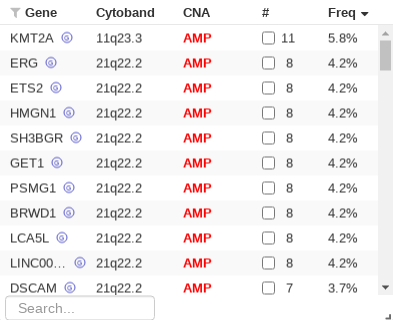 Gene Cytoband CNA # Freq
KMT2A 11q23.3 AMP 11 5.8%
ERG 21q22.2 AMP 8 4.2%
ETS2 21q22.2 AMP 8 4.2%
HMGN1 21q22.2 AMP 8 4.2%
SH3BGR 21q22.2 AMP 8 4.2%
GET1 21q22.2 AMP 8 4.2%
PSMG1 21q22.2 AMP 8 4.2%
BRWD1 21q22.2 AMP 8 4.2%
LCA5L 21q22.2 AMP 8 4.2%
LINC00... 21q22.2 AMP 8 4.2%
DSCAM 21q22.2 AMP 7 3.7%
Search...